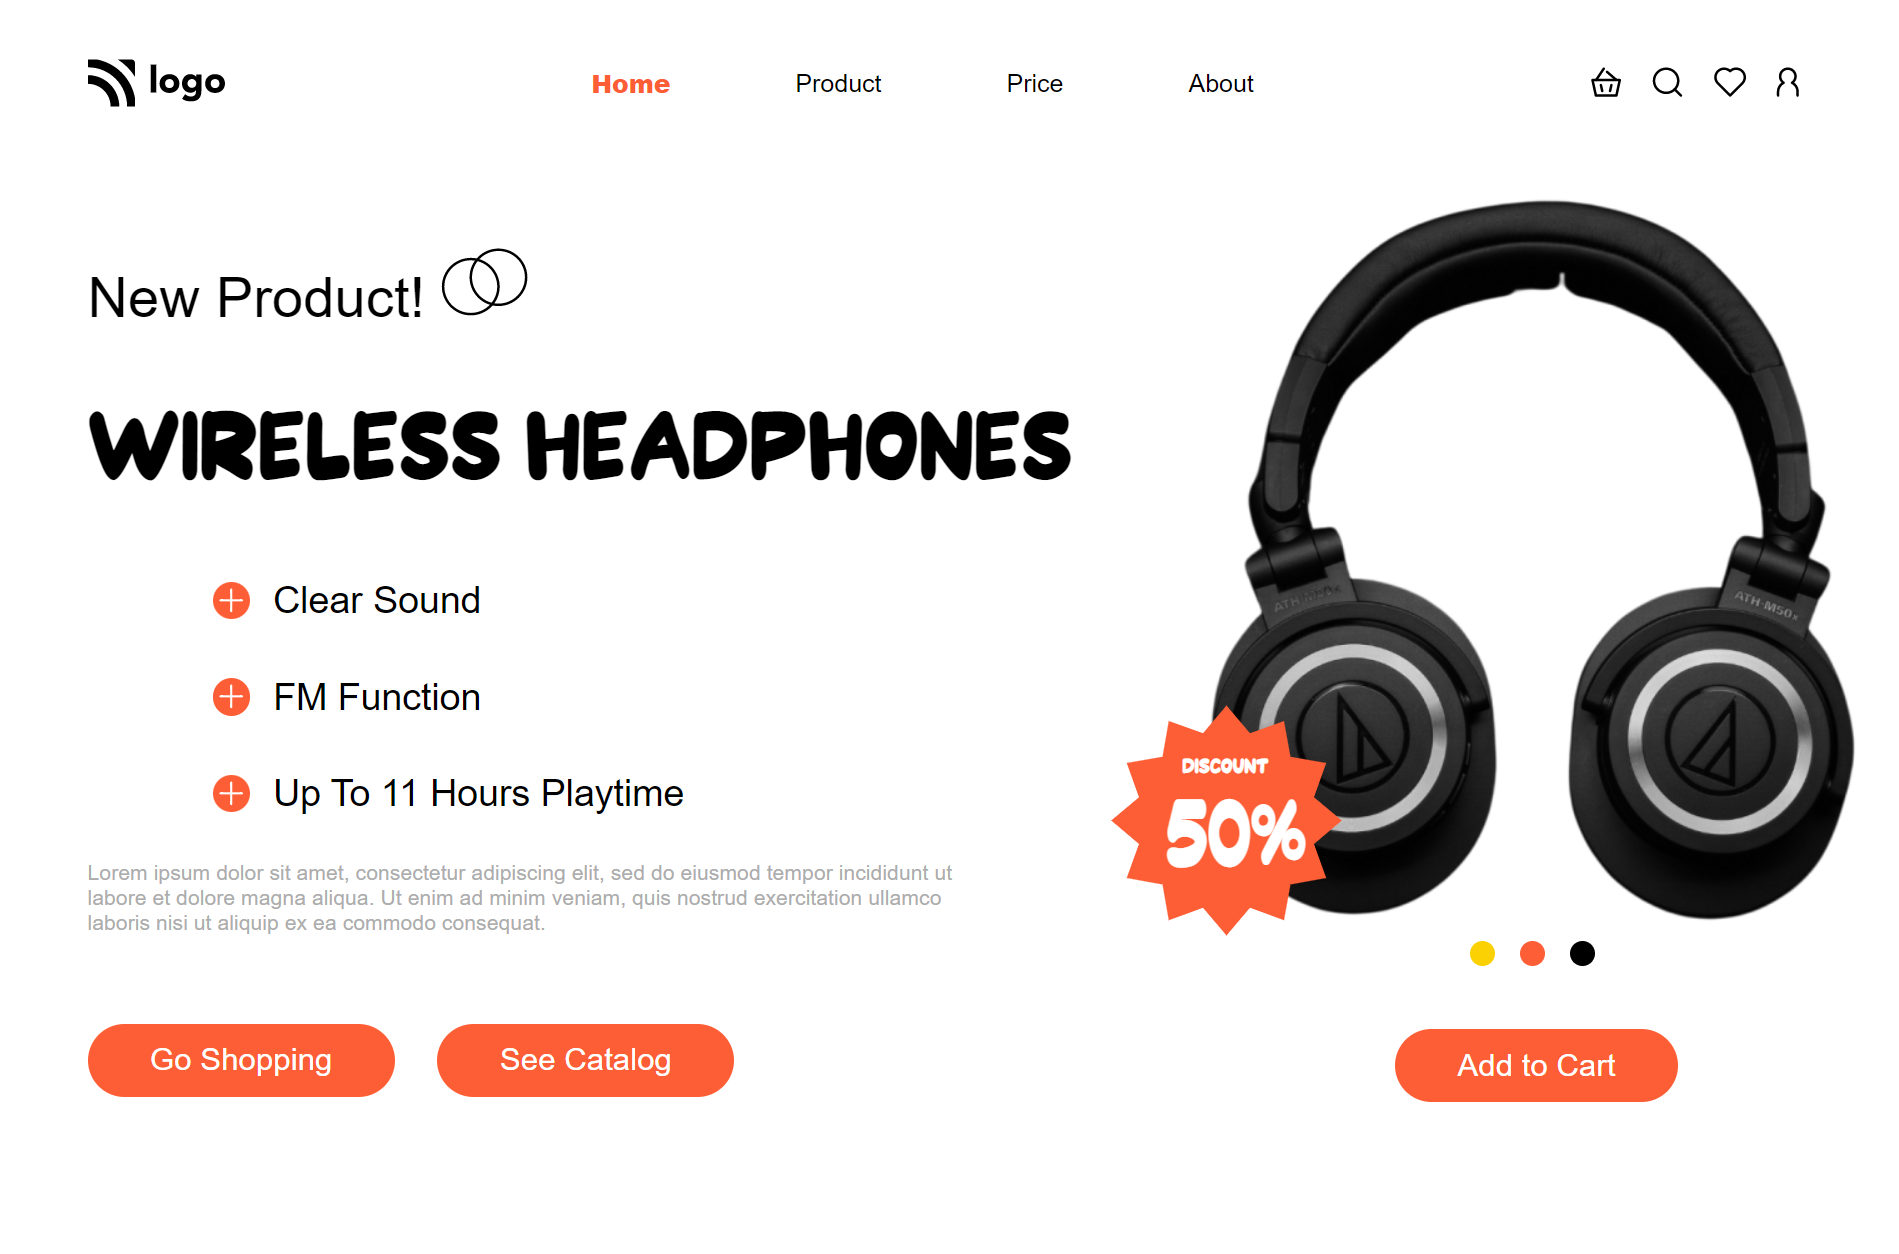 logo
Home
Product
Price
About
New Product!
WIRELESS HEADPHONES
Clear Sound
FM Function
Up To 11 Hours Playtime
Lorem ipsum dolor sit amet, consectetur adipiscing elit, sed do eiusmod tempor incididunt ut
labore et dolore magna aliqua. Ut enim ad minim veniam, quis nostrud exercitation ullamco
laboris nisi ut aliquip ex ea commodo consequat.
Go Shopping
See Catalog
ATH-M50x
ATH-M50x
DISCOUNT
50%
Add to Cart